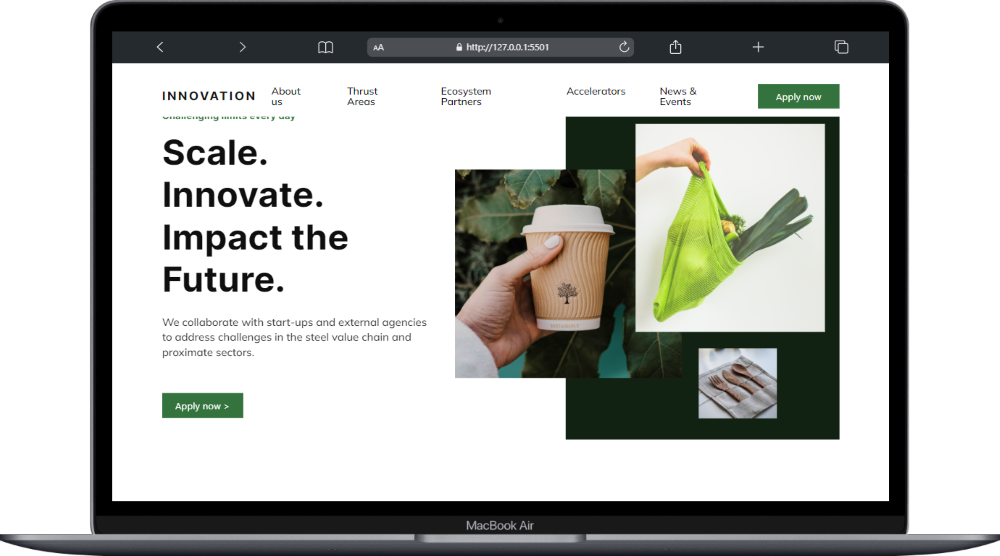 AA http://127.0.0.1:5501
INNOVATION
About us
Thrust Areas
Ecosystem Partners
Accelerators
News & Events
Apply now
Challenging limits every day
Scale.
Innovate.
Impact the
Future.
We collaborate with start-ups and external agencies
to address challenges in the steel value chain and
proximate sectors.
Apply now >
MacBook Air